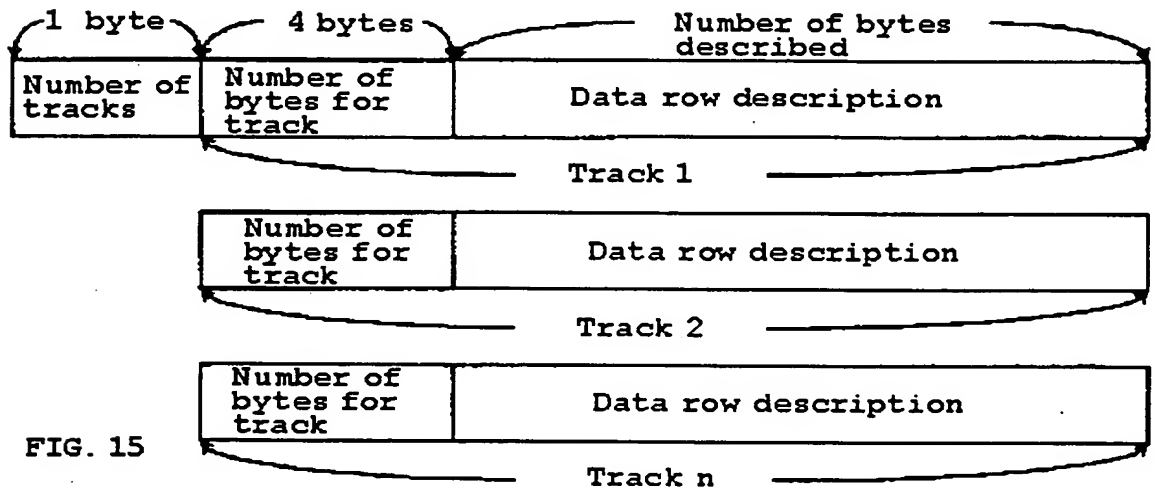 1 byte
4 bytes
Number of bytes
described
Number of
tracks
Number of
bytes for
track
Data row description
Track 1
Number of
bytes for
track
Data row description
Track 2
Number of
bytes for
track
Data row description
Track n
FIG. 15